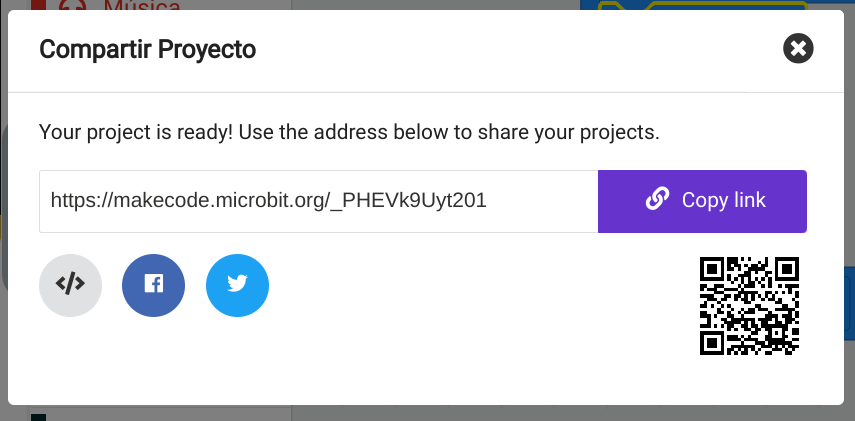 Música
Compartir Proyecto
Your project is ready! Use the address below to share your projects.
https://makecode.microbit.org/_PHEVk9Uyt201
Copy link